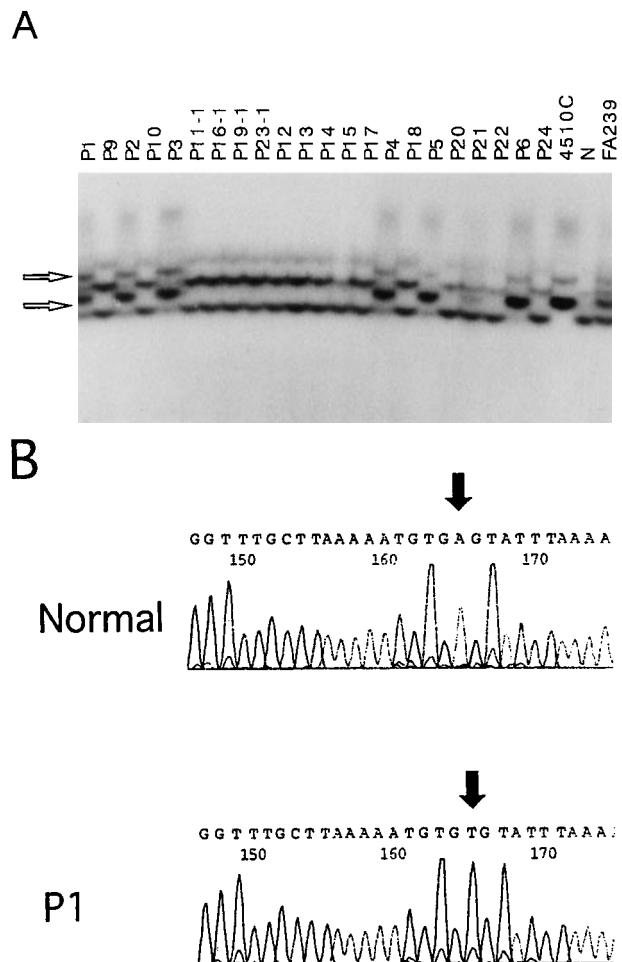 A
P1 P9 P2 P10 P3 P11-1 P16-1 P19-1 P23-1 P12 P13 P14 P15 P17 P4 P18 P5 P20 P21 P22 P6 P24 4510C N FA239
B
GGTTTGCTTAAAAATGTGAGTATTTAAAA
150 160 170
Normal
GGTTTGCTTAAAAATGTGTGTATTTAAA
150 160 170
P1